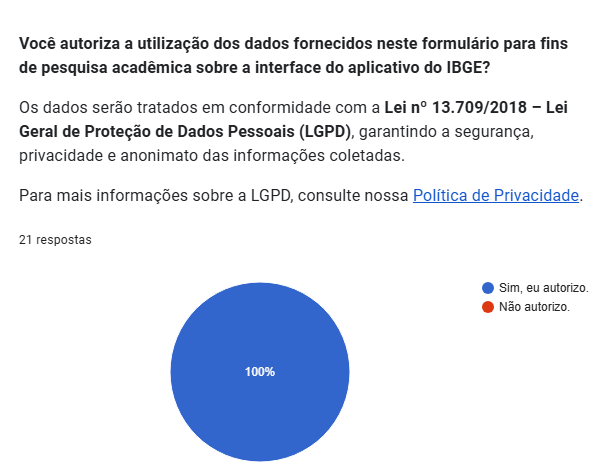 Você autoriza a utilização dos dados fornecidos neste formulário para fins
de pesquisa acadêmica sobre a interface do aplicativo do IBGE?
Os dados serão tratados em conformidade com a Lei nº 13.709/2018 – Lei
Geral de Proteção de Dados Pessoais (LGPD), garantindo a segurança,
privacidade e anonimato das informações coletadas.
Para mais informações sobre a LGPD, consulte nossa Política de Privacidade.
21 respostas
Sim, eu autorizo.
Não autorizo.
100%